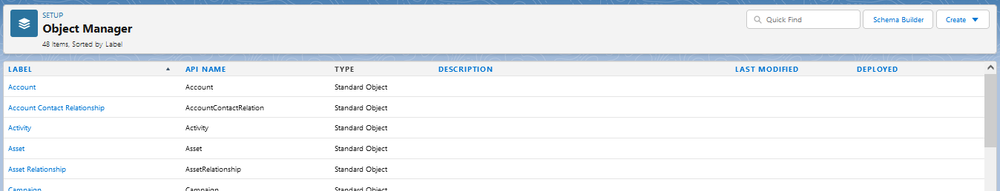 SETUP
Object Manager
48 Items, Sorted by Label
Quick Find
Schema Builder
Create
LABEL API NAME TYPE DESCRIPTION LAST MODIFIED DEPLOYED
Account Account Standard Object
Account Contact Relationship AccountContactRelation Standard Object
Activity Activity Standard Object
Asset Asset Standard Object
Asset Relationship AssetRelationship Standard Object
Campaign Campaign Standard Object